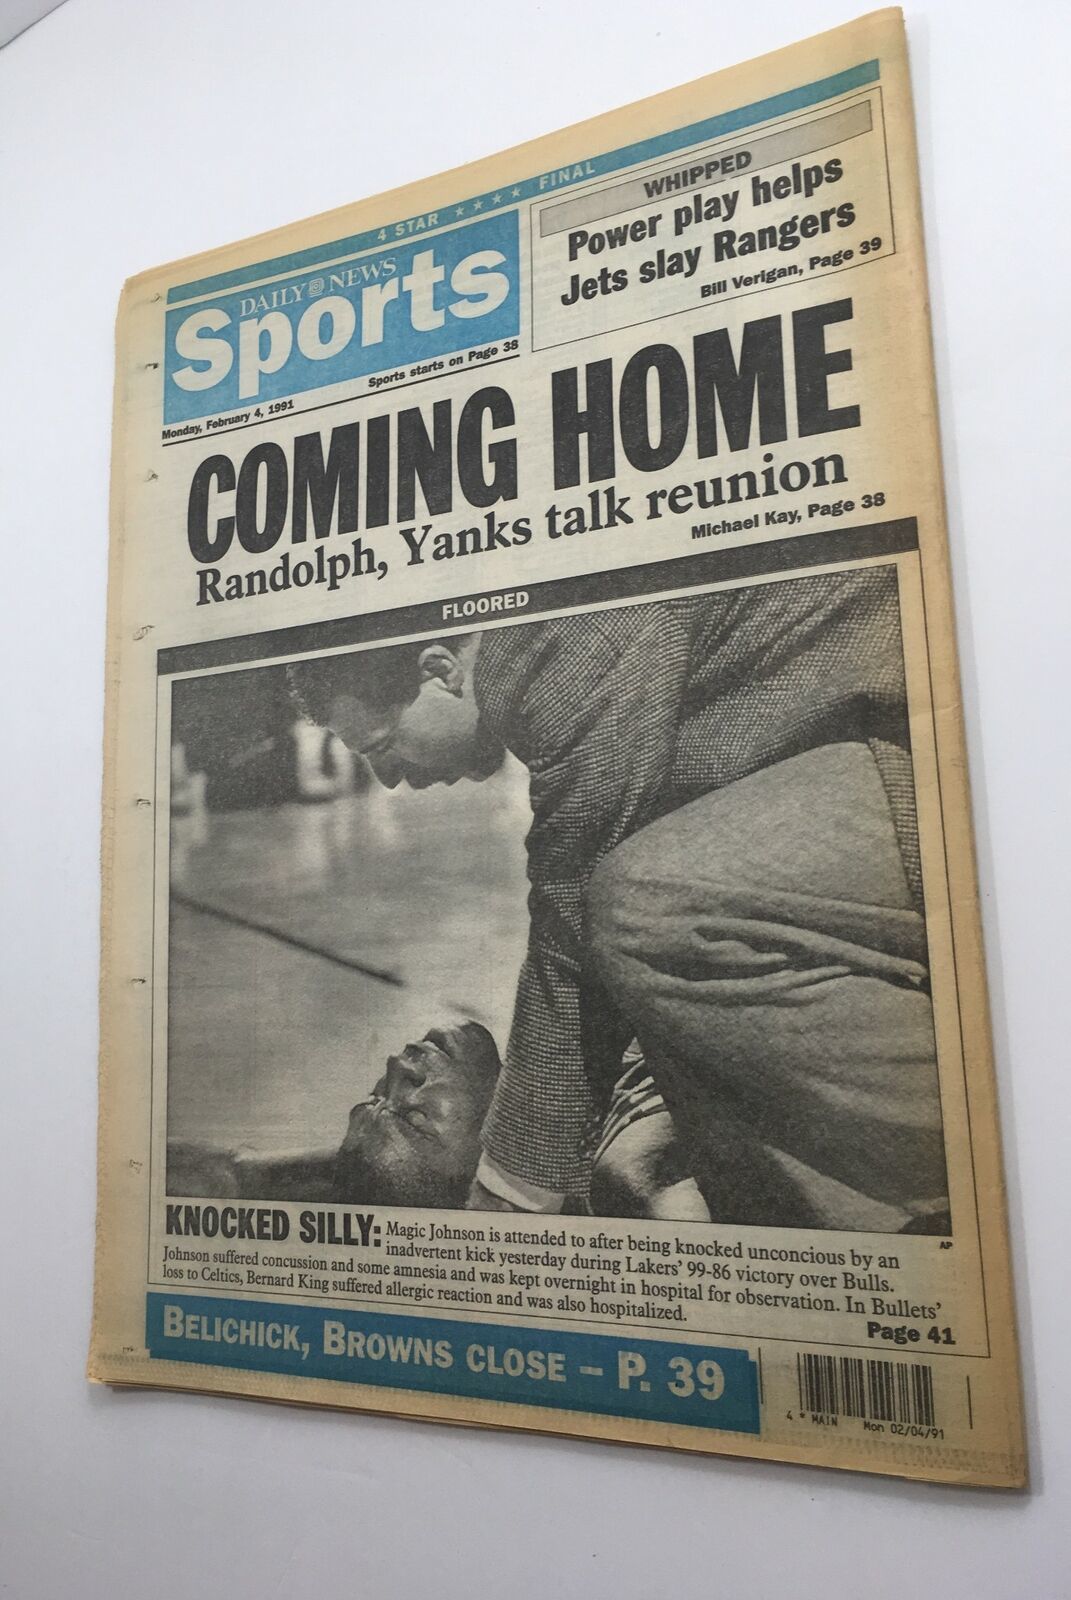 4 STAR ★ ★ ★ ★ FINAL
DAILY NEWS
Sports
Sports starts on Page 38
Monday, February 4, 1991
WHIPPED
Power play helps
Jets slay Rangers
Bill Verigan, Page 39
COMING HOME
Randolph, Yanks talk reunion
Michael Kay, Page 38
FLOORED
AP
KNOCKED SILLY: Magic Johnson is attended to after being knocked unconcious by an
inadvertent kick yesterday during Lakers' 99-86 victory over Bulls.
Johnson suffered concussion and some amnesia and was kept overnight in hospital for observation. In Bullets'
loss to Celtics, Bernard King suffered allergic reaction and was also hospitalized.
Page 41
BELICHICK, BROWNS CLOSE – P. 39
4 * MAIN Mon 02/04/91